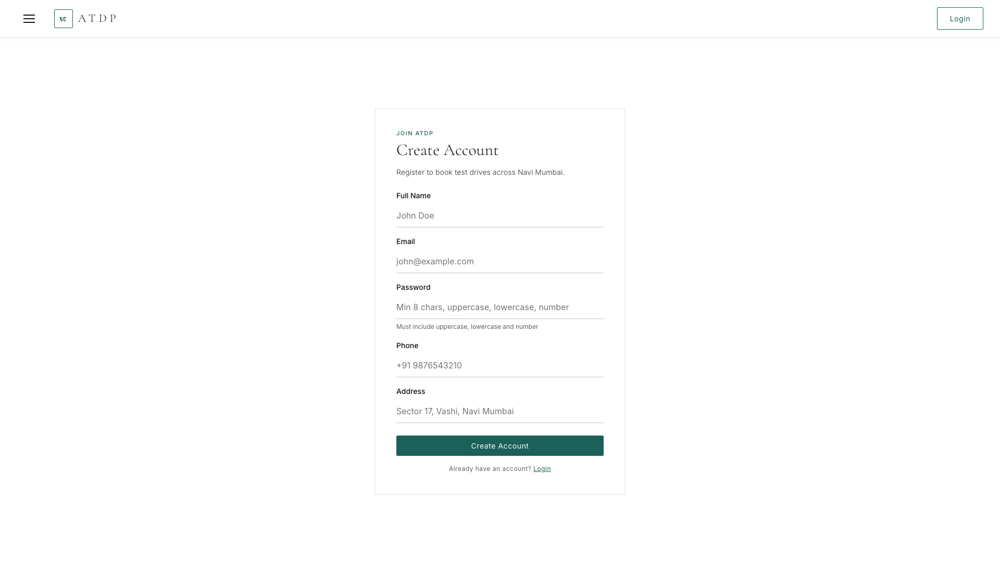 ATDP
Login
JOIN ATDP
Create Account
Register to book test drives across Navi Mumbai.
Full Name
John Doe
Email
john@example.com
Password
Min 8 chars, uppercase, lowercase, number
Must include uppercase, lowercase and number
Phone
+91 9876543210
Address
Sector 17, Vashi, Navi Mumbai
Create Account
Already have an account? Login